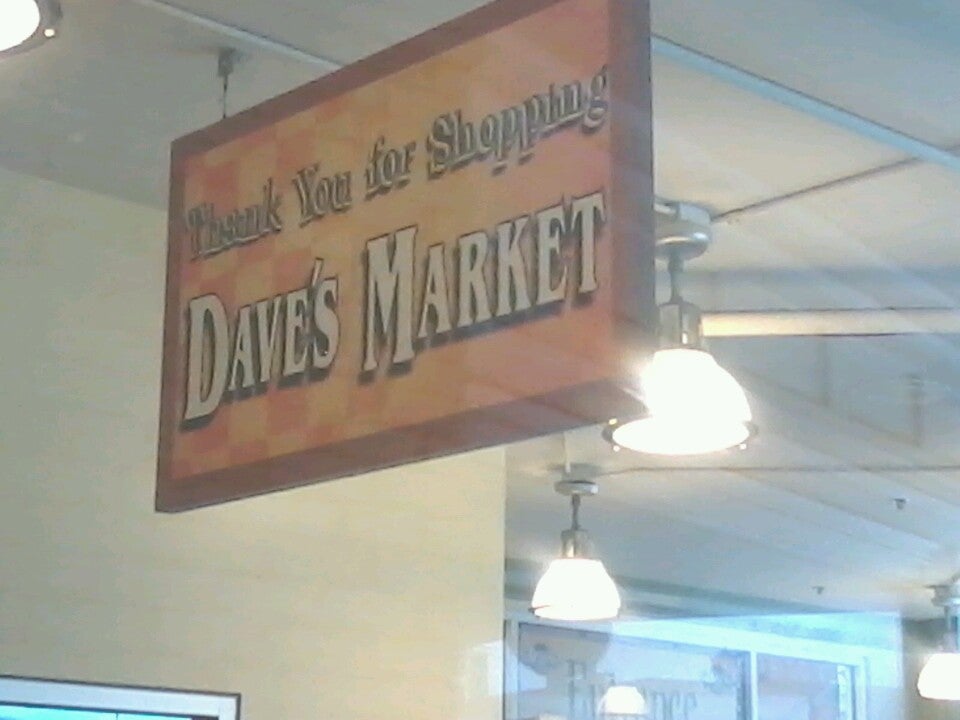 Thank You for Shopping
DAVE'S MARKET